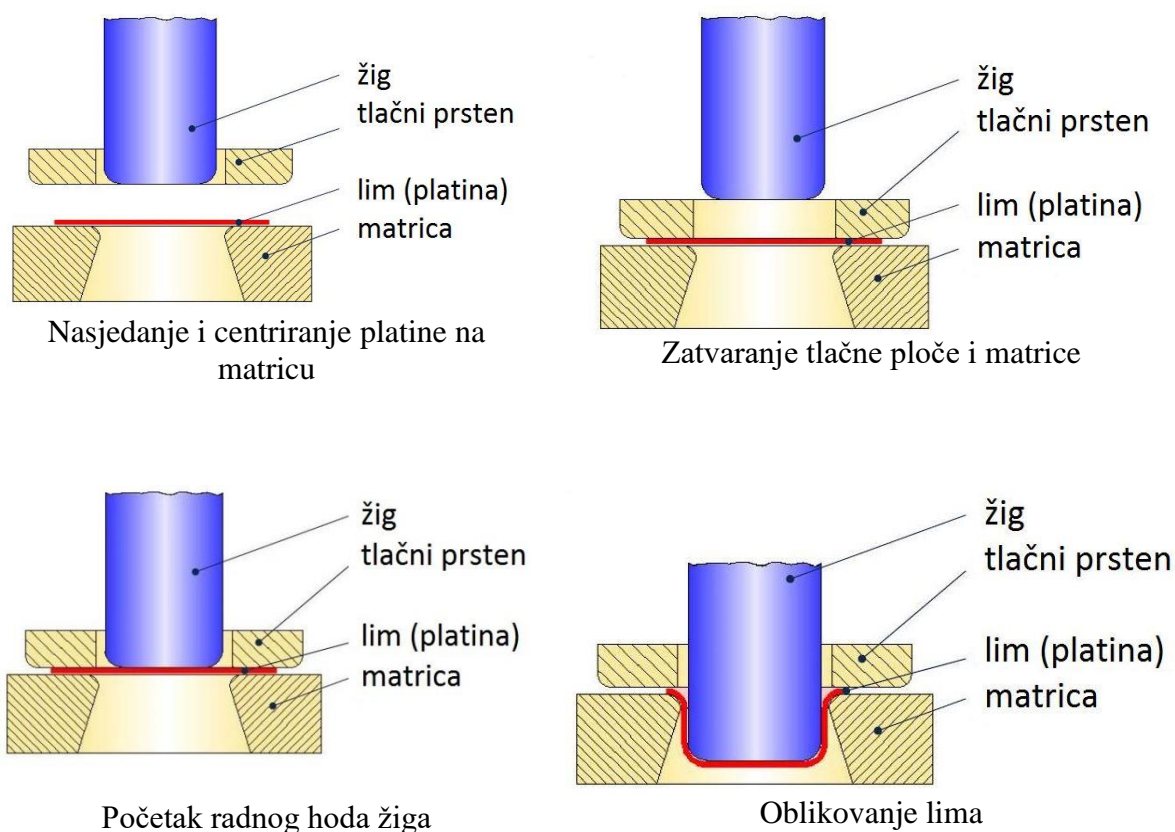 žig
tlačni prsten
lim (platina)
matrica
Nasjedanje i centriranje platine na
matricu
žig
tlačni prsten
lim (platina)
matrica
Zatvaranje tlačne ploče i matrice
žig
tlačni prsten
lim (platina)
matrica
Početak radnog hoda žiga
žig
tlačni prsten
lim (platina)
matrica
Oblikovanje lima